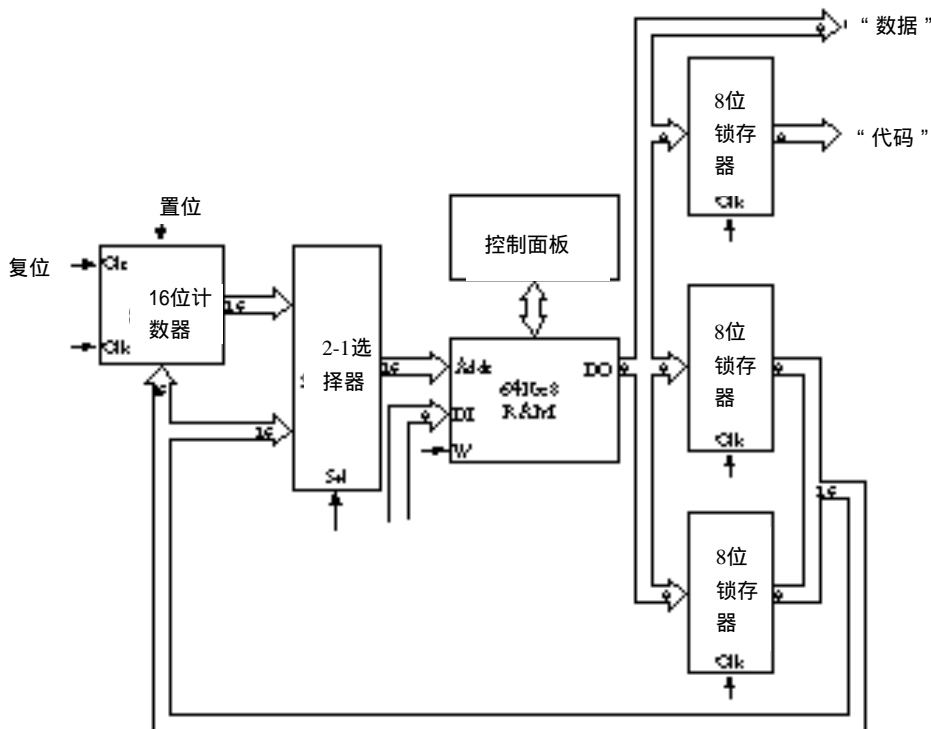 “数据”
8位
锁存
器
“代码”
Clk
置位
控制面板
复位
Clr
16位计
数器
16
Clk
2-1选
择器
16
Addr
DO
8
DI
RAM
W
8位
锁存
器
Clk
16
16
Sel
16
8位
锁存
器
Clk